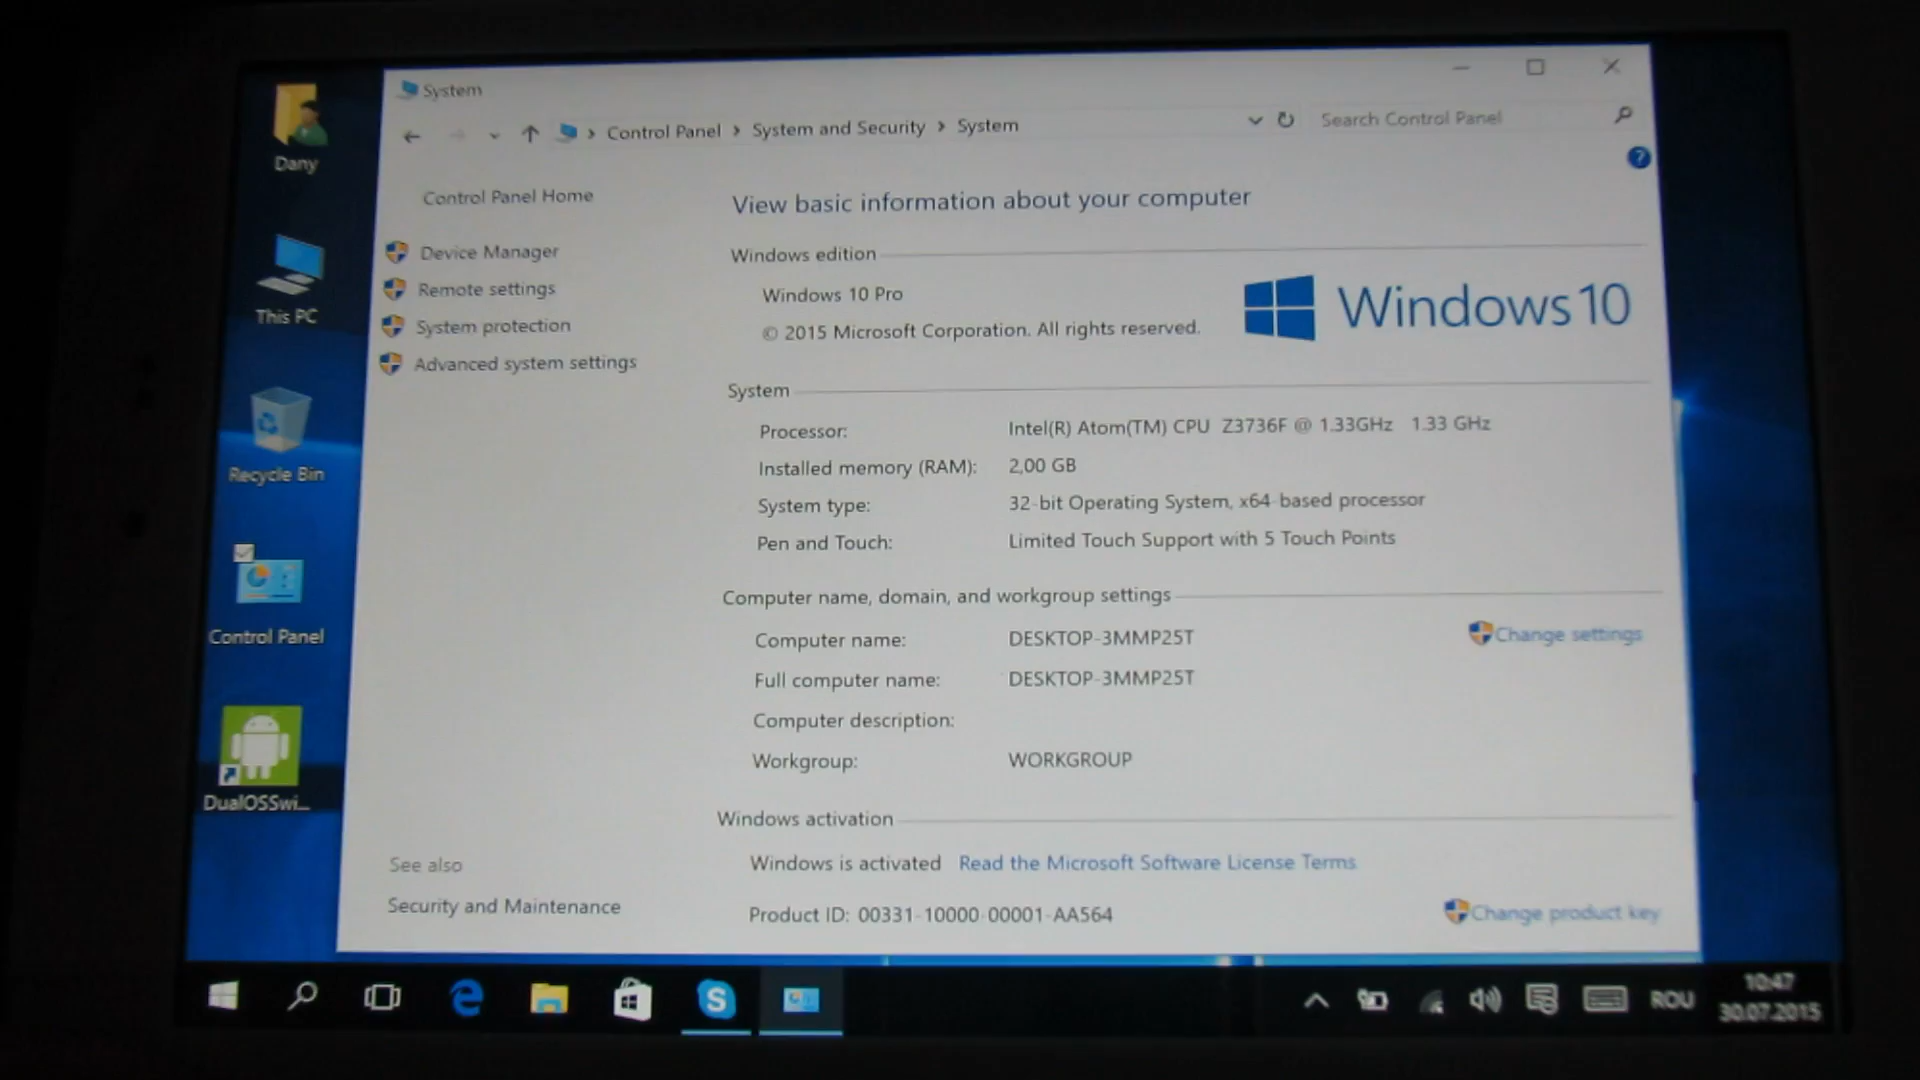 System
Control Panel > System and Security > System
Search Control Panel
?
Dany
This PC
Recycle Bin
Control Panel
DualOSSwi...
Control Panel Home
Device Manager
Remote settings
System protection
Advanced system settings
See also
Security and Maintenance
View basic information about your computer
Windows edition
Windows 10 Pro
© 2015 Microsoft Corporation. All rights reserved.
Windows 10
System
Processor: Intel(R) Atom(TM) CPU Z3736F @ 1.33GHz 1.33 GHz
Installed memory (RAM): 2,00 GB
System type: 32-bit Operating System, x64-based processor
Pen and Touch: Limited Touch Support with 5 Touch Points
Computer name, domain, and workgroup settings
Computer name: DESKTOP-3MMP25T
Change settings
Full computer name: DESKTOP-3MMP25T
Computer description:
Workgroup: WORKGROUP
Windows activation
Windows is activated Read the Microsoft Software License Terms
Product ID: 00331-10000-00001-AA564
Change product key
ROU
10:47
30.07.2015